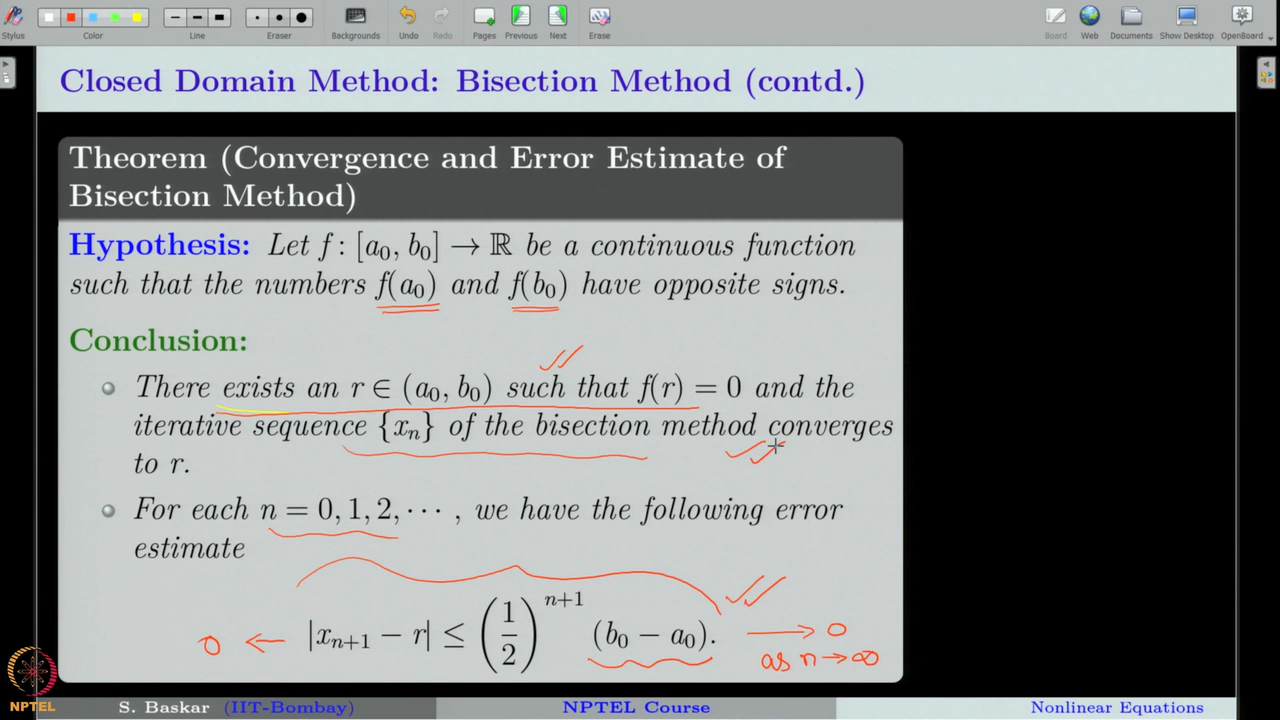 Stylus
Color
Line
Eraser
Backgrounds
Undo
Redo
Pages
Previous
Next
Erase
Board
Web
Documents
Show Desktop
OpenBoard
Closed Domain Method: Bisection Method (contd.)
Theorem (Convergence and Error Estimate of
Bisection Method)
Hypothesis: Let f : [a₀, b₀] → ℝ be a continuous function
such that the numbers f(a₀) and f(b₀) have opposite signs.
Conclusion:
There exists an r ∈ (a₀, b₀) such that f(r) = 0 and the
iterative sequence {xₙ} of the bisection method converges
to r.
For each n = 0, 1, 2, ⋯ , we have the following error
estimate
0 ← |xₙ₊₁ − r| ≤ (1/2)ⁿ⁺¹ (b₀ − a₀). → 0
as n → ∞
NPTEL
S. Baskar (IIT-Bombay) NPTEL Course Nonlinear Equations